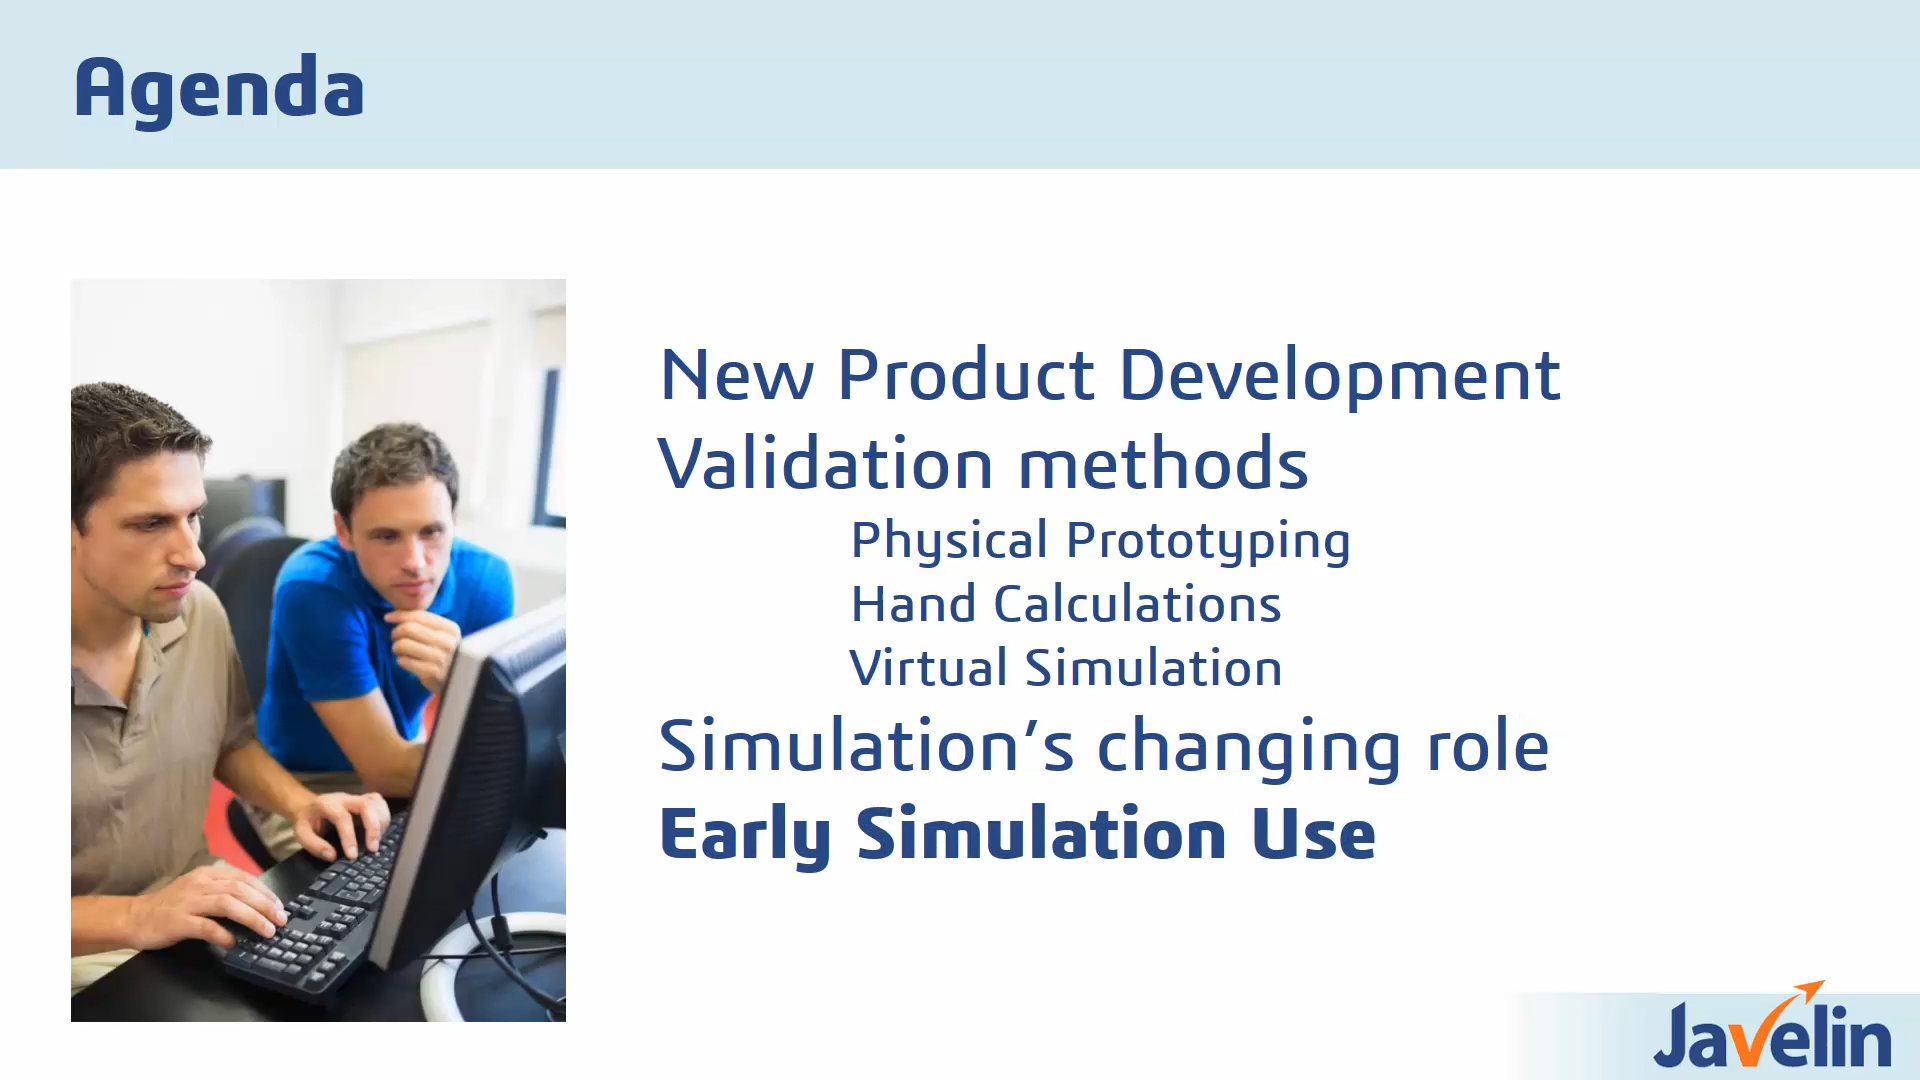 Agenda
New Product Development
Validation methods
Physical Prototyping
Hand Calculations
Virtual Simulation
Simulation’s changing role
Early Simulation Use
Javelin